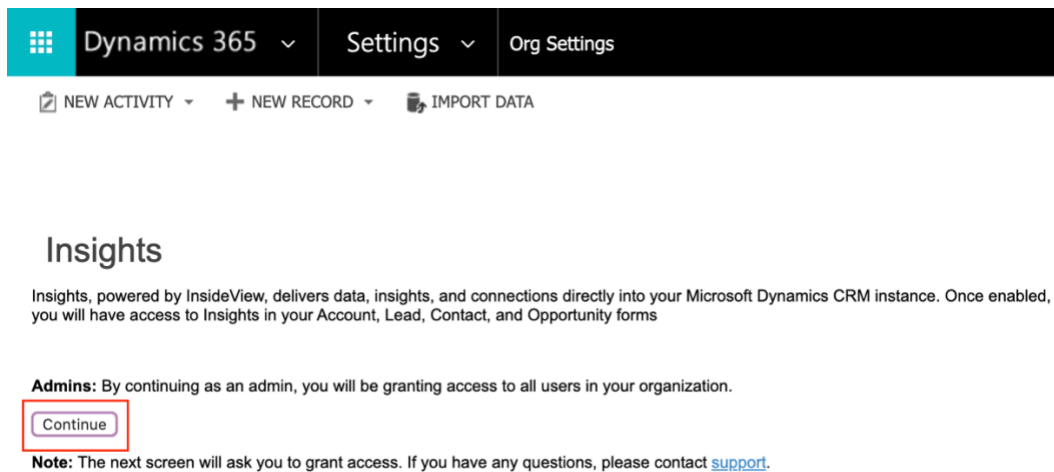 Dynamics 365 Settings Org Settings
NEW ACTIVITY NEW RECORD IMPORT DATA
Insights
Insights, powered by InsideView, delivers data, insights, and connections directly into your Microsoft Dynamics CRM instance. Once enabled,
you will have access to Insights in your Account, Lead, Contact, and Opportunity forms
Admins: By continuing as an admin, you will be granting access to all users in your organization.
Continue
Note: The next screen will ask you to grant access. If you have any questions, please contact support.